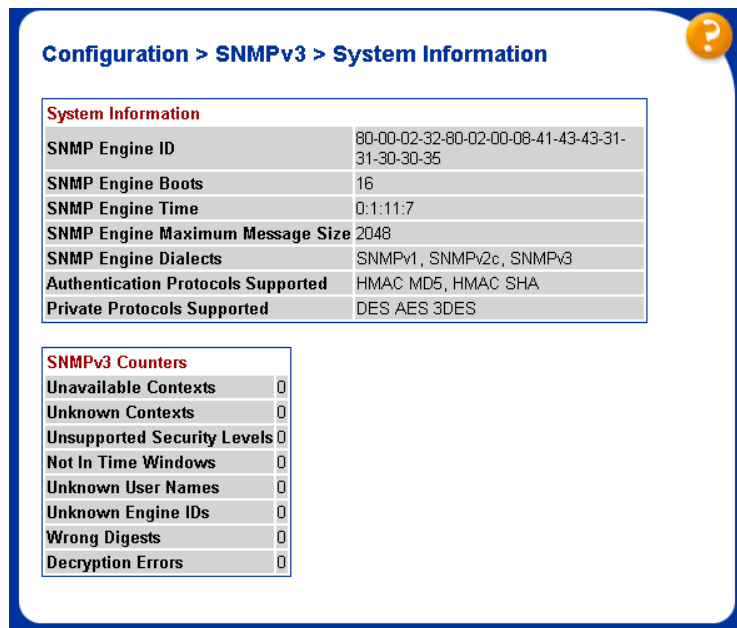 ?
Configuration > SNMPv3 > System Information
System Information
SNMP Engine ID 80-00-02-32-80-02-00-08-41-43-43-31-
31-30-30-35
SNMP Engine Boots 16
SNMP Engine Time 0:1:11:7
SNMP Engine Maximum Message Size 2048
SNMP Engine Dialects SNMPv1, SNMPv2c, SNMPv3
Authentication Protocols Supported HMAC MD5, HMAC SHA
Private Protocols Supported DES AES 3DES
SNMPv3 Counters
Unavailable Contexts 0
Unknown Contexts 0
Unsupported Security Levels 0
Not In Time Windows 0
Unknown User Names 0
Unknown Engine IDs 0
Wrong Digests 0
Decryption Errors 0